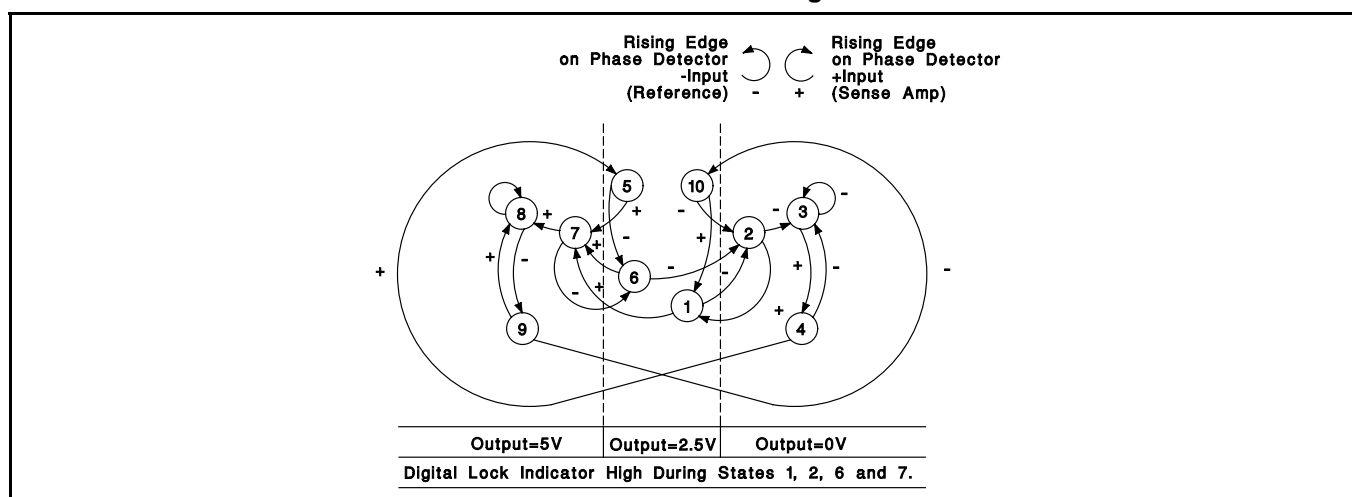 Rising Edge
on Phase Detector
-Input
(Reference)
-
Rising Edge
on Phase Detector
+Input
(Sense Amp)
+
5
10
8
+
7
+
-
+
-
6
-
+
-
9
+
-
+
-
+
1
-
2
-
3
-
+
-
+
4
-
Output=5V
Output=2.5V
Output=0V
Digital Lock Indicator High During States 1, 2, 6 and 7.